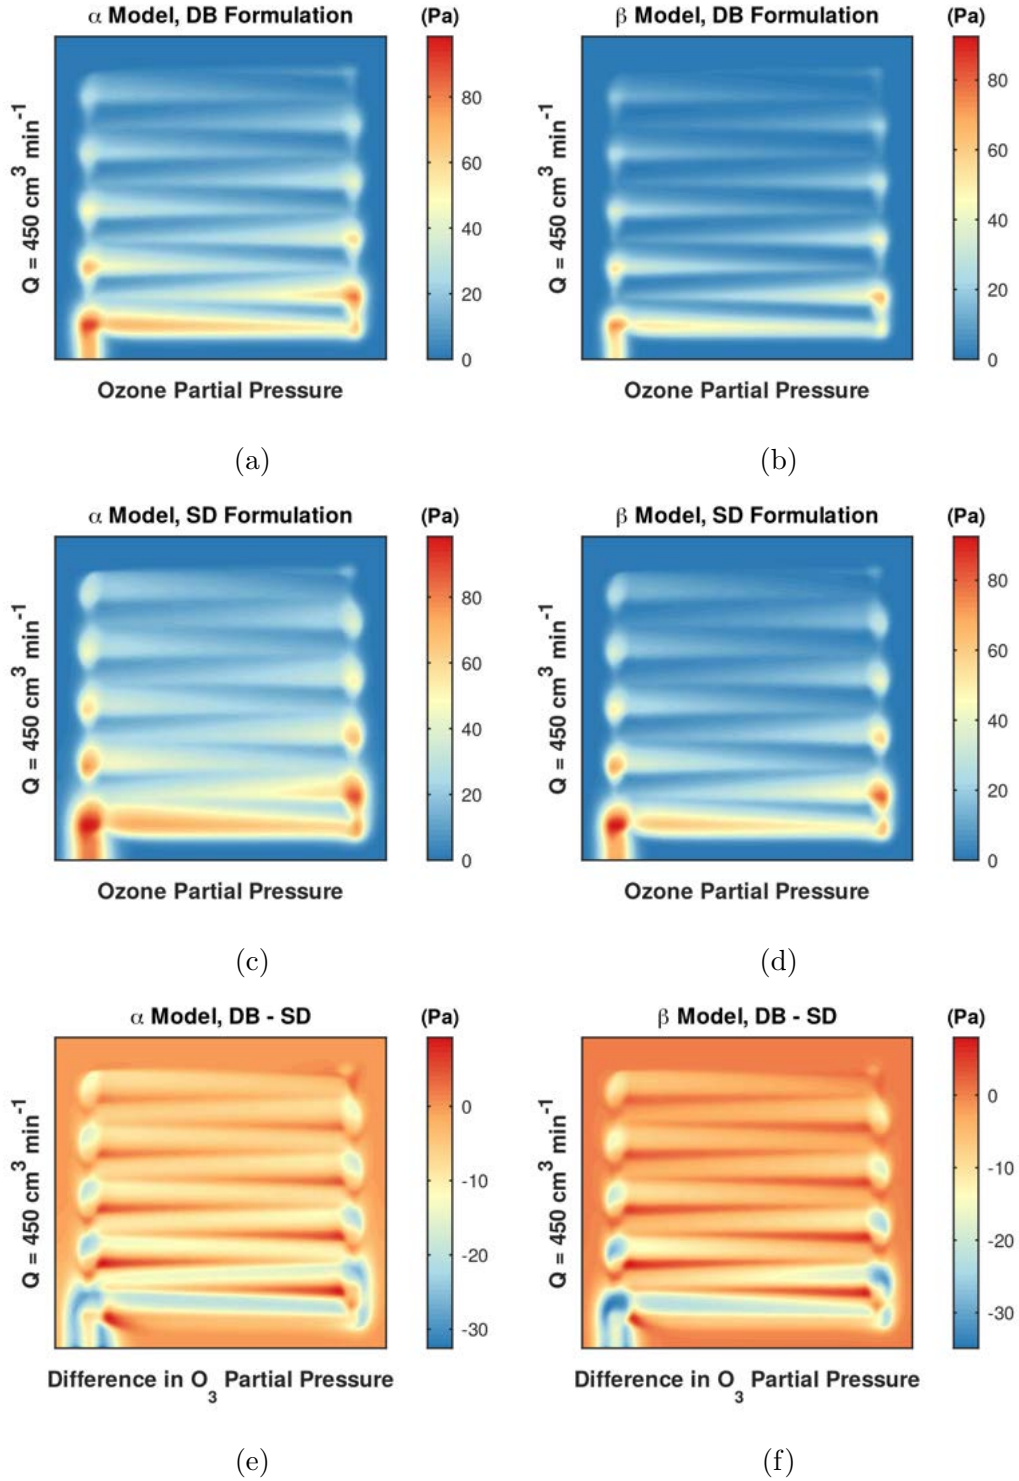 α Model, DB Formulation (Pa)
Q = 450 cm³ min⁻¹
80
60
40
20
0
Ozone Partial Pressure
(a)
β Model, DB Formulation (Pa)
Q = 450 cm³ min⁻¹
80
60
40
20
0
Ozone Partial Pressure
(b)
α Model, SD Formulation (Pa)
Q = 450 cm³ min⁻¹
80
60
40
20
0
Ozone Partial Pressure
(c)
β Model, SD Formulation (Pa)
Q = 450 cm³ min⁻¹
80
60
40
20
0
Ozone Partial Pressure
(d)
α Model, DB - SD (Pa)
Q = 450 cm³ min⁻¹
0
-10
-20
-30
Difference in O₃ Partial Pressure
(e)
β Model, DB - SD (Pa)
Q = 450 cm³ min⁻¹
0
-10
-20
-30
Difference in O₃ Partial Pressure
(f)